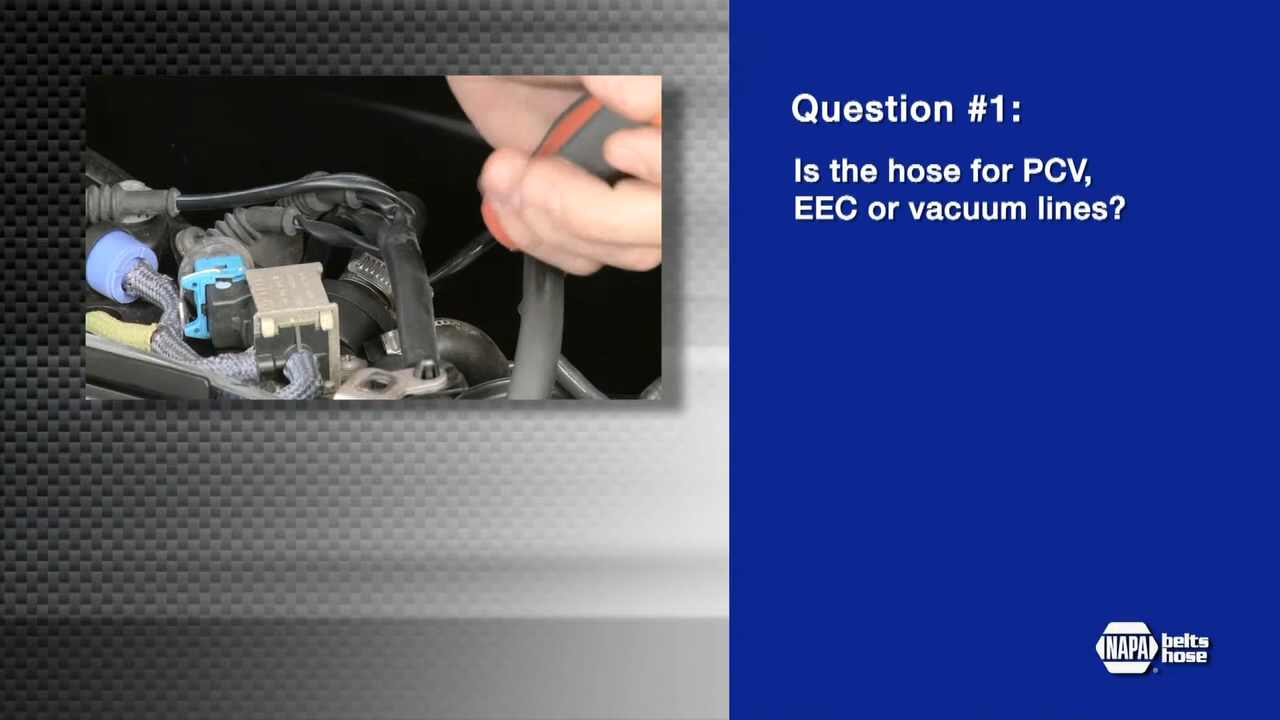 Question #1:
Is the hose for PCV,
EEC or vacuum lines?
NAPA
belts
hose